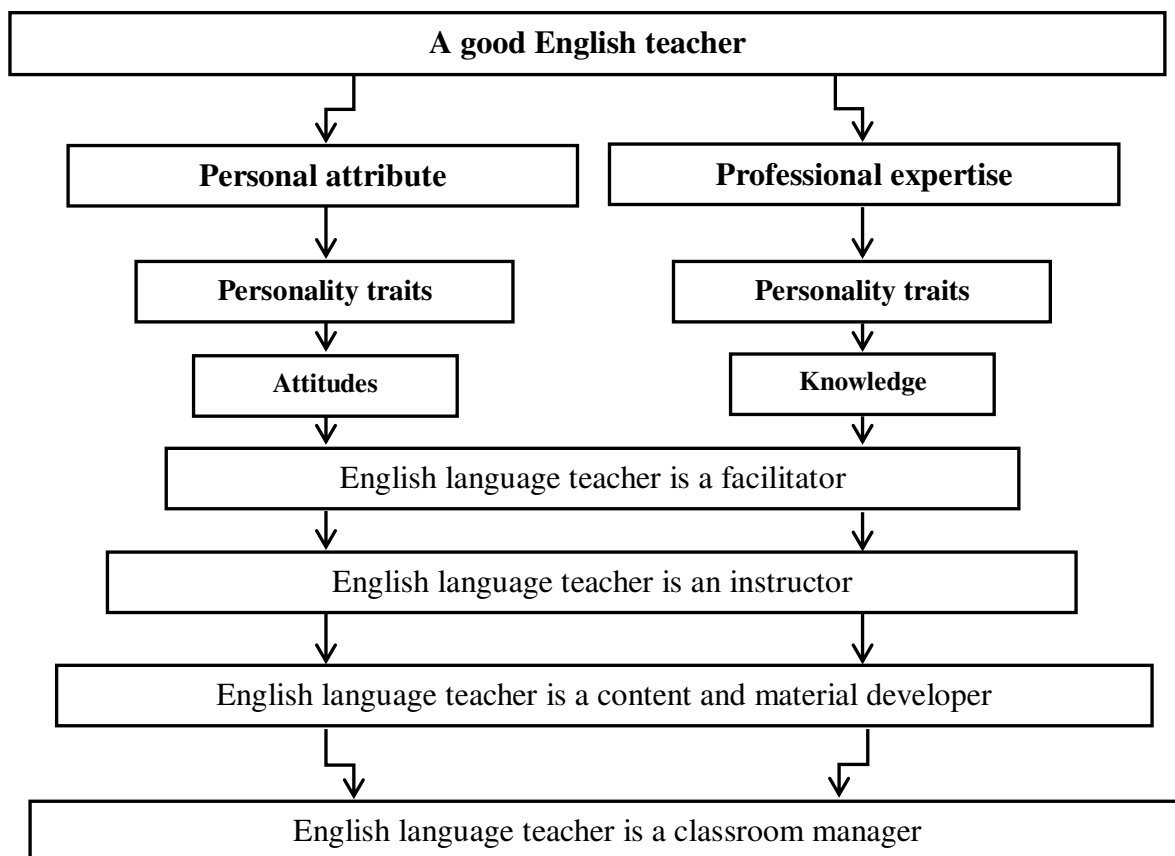 A good English teacher
Personal attribute
Professional expertise
Personality traits
Personality traits
Attitudes
Knowledge
English language teacher is a facilitator
English language teacher is an instructor
English language teacher is a content and material developer
English language teacher is a classroom manager